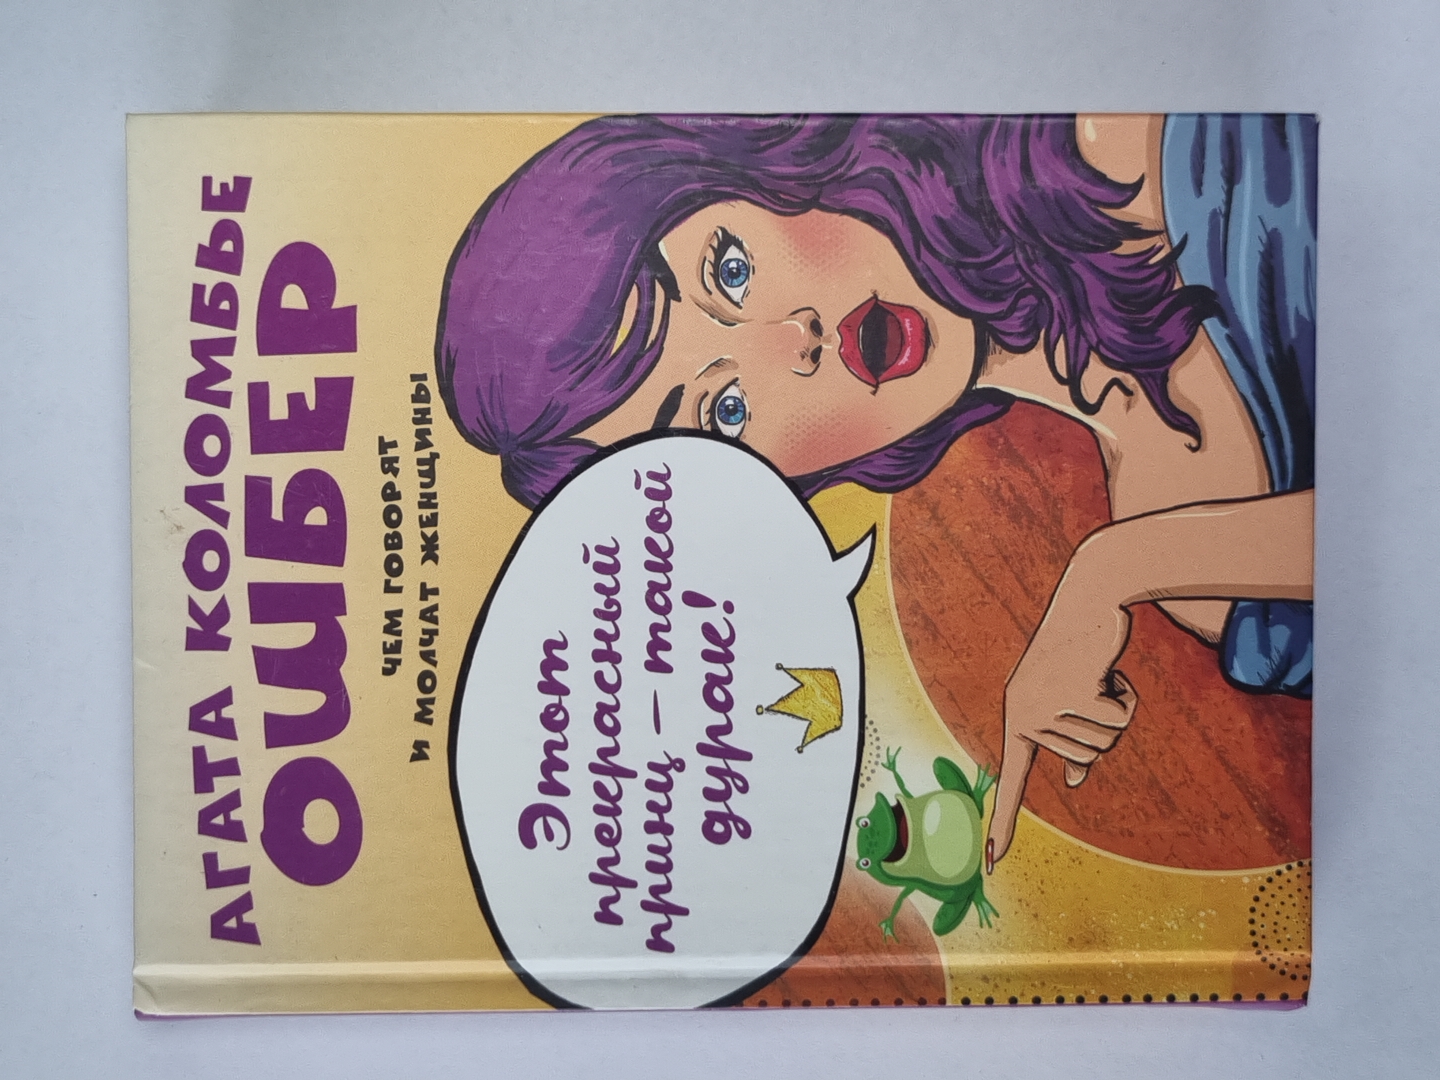 АГАТА КОЛОМБЬЕ
ОШБЕР
ЧЕМ ГОВОРЯТ
И МОЛЧАТ ЖЕНЩИНЫ
Этот
прекрасный
принц – такой
дурак!